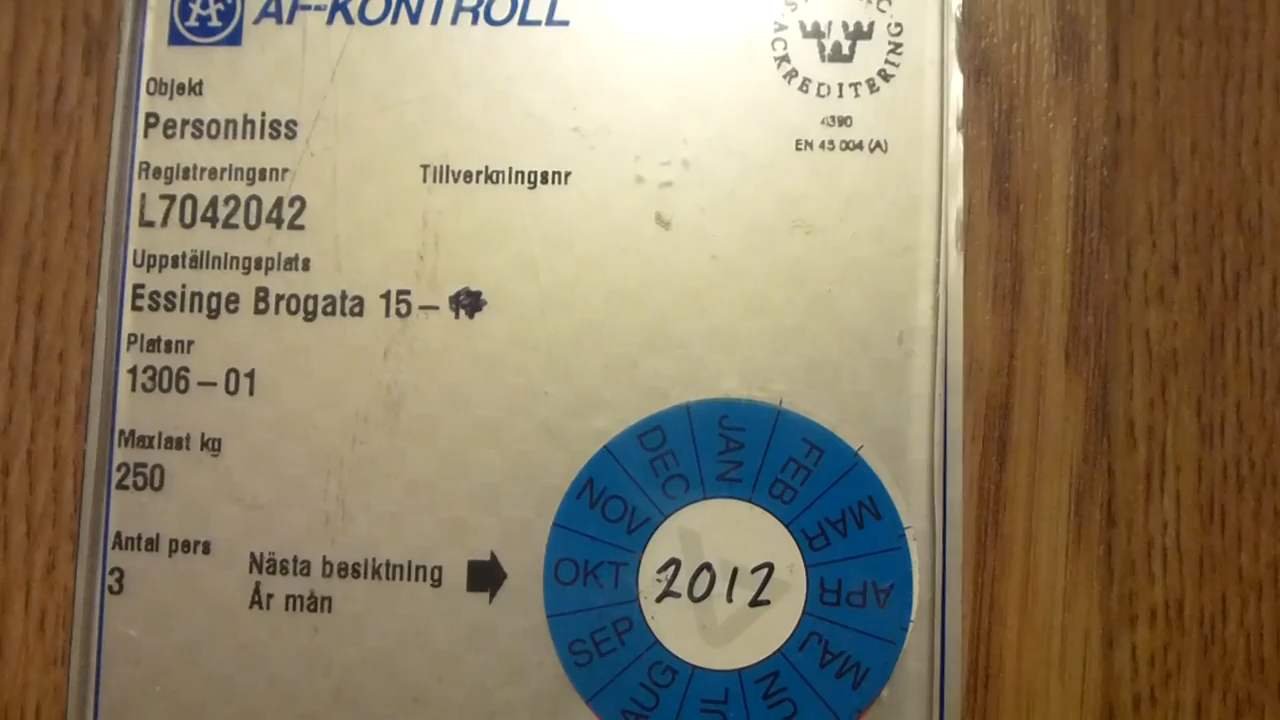 AF-KONTROLL
ACKREDITERING
EN 45 004 (A)
Objekt
Personhiss
Registreringsnr
Tillverkningsnr
L7042042
Uppställningsplats
Essinge Brogata 15–
Platsnr
1306–01
Maxlast kg
250
Antal pers
3
Nästa besiktning
År mån
JAN
FEB
MAR
APR
MAJ
AUG
SEP
OKT
NOV
DEC
2012